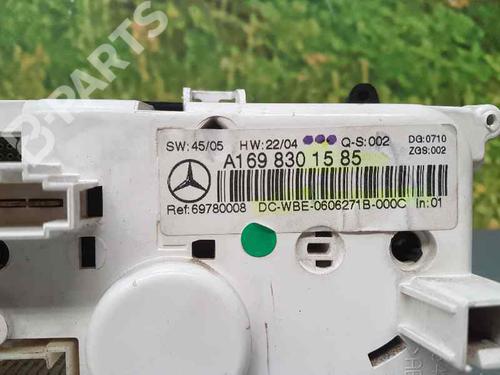 B-PARTS
SW:45/05 HW:22/04 Q-S:002 DG:0710
ZGS:002
A169 830 15 85
Ref:69780008 DC-WBE-0606271B-000C In:01